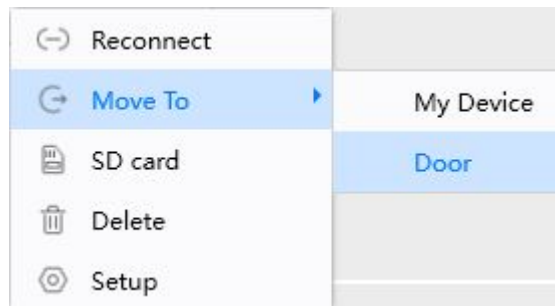 Reconnect
Move To
My Device
SD card
Door
Delete
Setup